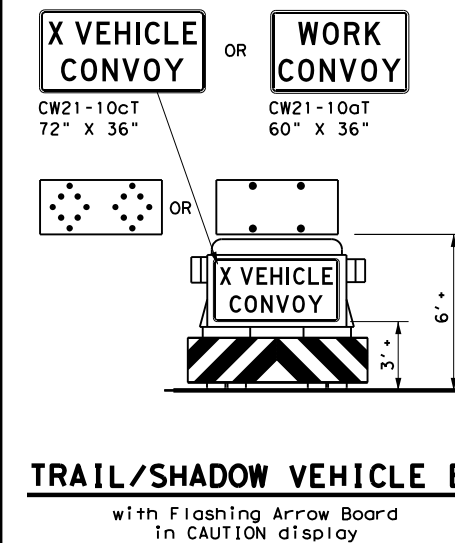 X VEHICLE
CONVOY
OR
WORK
CONVOY
CW21-10cT
72" X 36"
CW21-10aT
60" X 36"
OR
X VEHICLE
CONVOY
6'+
3'+
TRAIL/SHADOW VEHICLE B
with Flashing Arrow Board
in CAUTION display